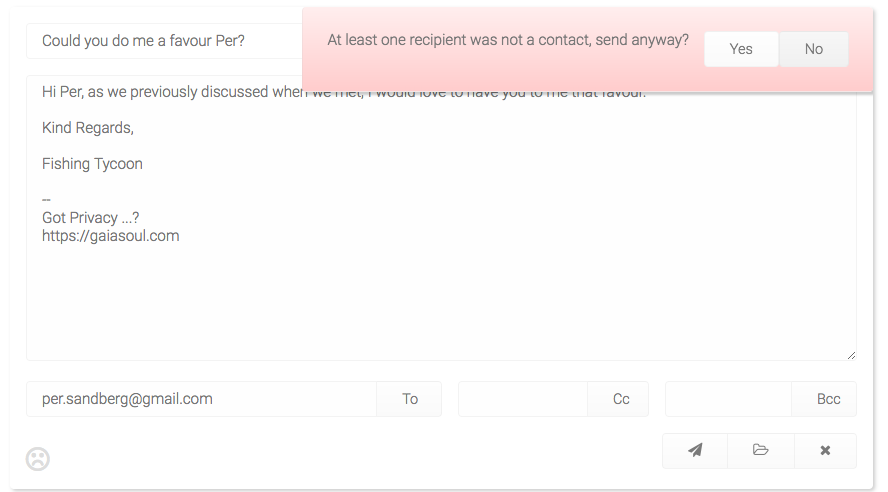 Could you do me a favour Per?
At least one recipient was not a contact, send anyway?
Yes
No
Hi Per, as we previously discussed when we met, I would love to have you to me that favour.
Kind Regards,
Fishing Tycoon
--
Got Privacy ...?
https://gaiasoul.com
per.sandberg@gmail.com
To
Cc
Bcc